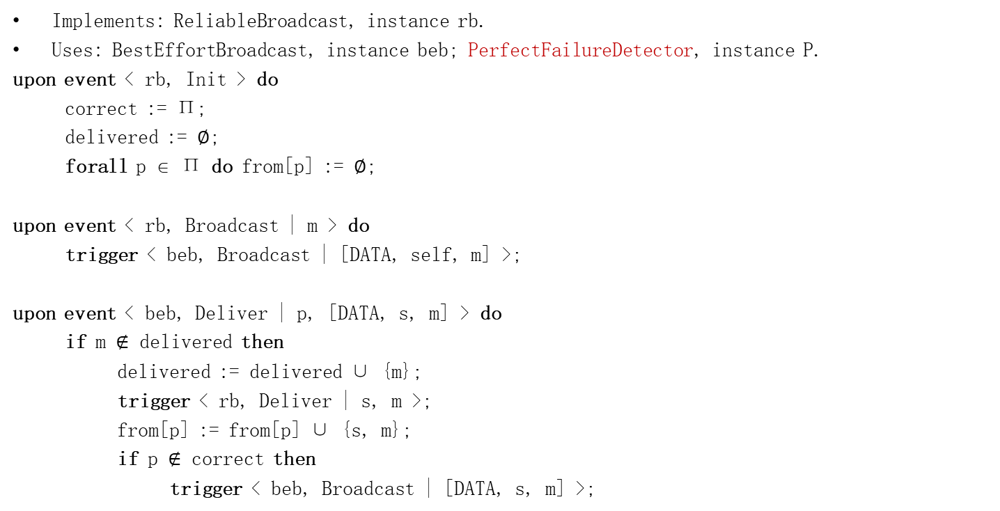 • Implements: ReliableBroadcast, instance rb.
• Uses: BestEffortBroadcast, instance beb; PerfectFailureDetector, instance P.
upon event < rb, Init > do
correct := Π;
delivered := ∅;
forall p ∈ Π do from[p] := ∅;
upon event < rb, Broadcast | m > do
trigger < beb, Broadcast | [DATA, self, m] >;
upon event < beb, Deliver | p, [DATA, s, m] > do
if m ∉ delivered then
delivered := delivered ∪ {m};
trigger < rb, Deliver | s, m >;
from[p] := from[p] ∪ {s, m};
if p ∉ correct then
trigger < beb, Broadcast | [DATA, s, m] >;